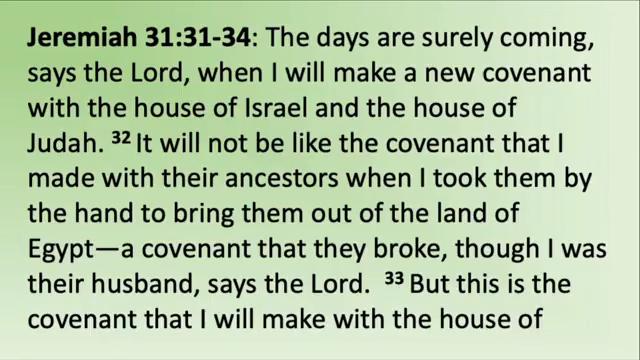 Jeremiah 31:31-34: The days are surely coming,
says the Lord, when I will make a new covenant
with the house of Israel and the house of
Judah. 32 It will not be like the covenant that I
made with their ancestors when I took them by
the hand to bring them out of the land of
Egypt—a covenant that they broke, though I was
their husband, says the Lord. 33 But this is the
covenant that I will make with the house of